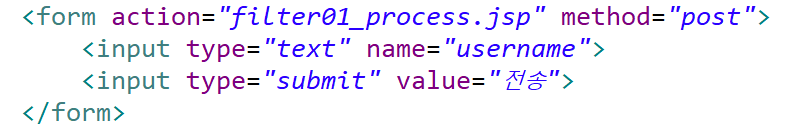 <form action="filter01_process.jsp" method="post">
<input type="text" name="username">
<input type="submit" value="전송">
</form>